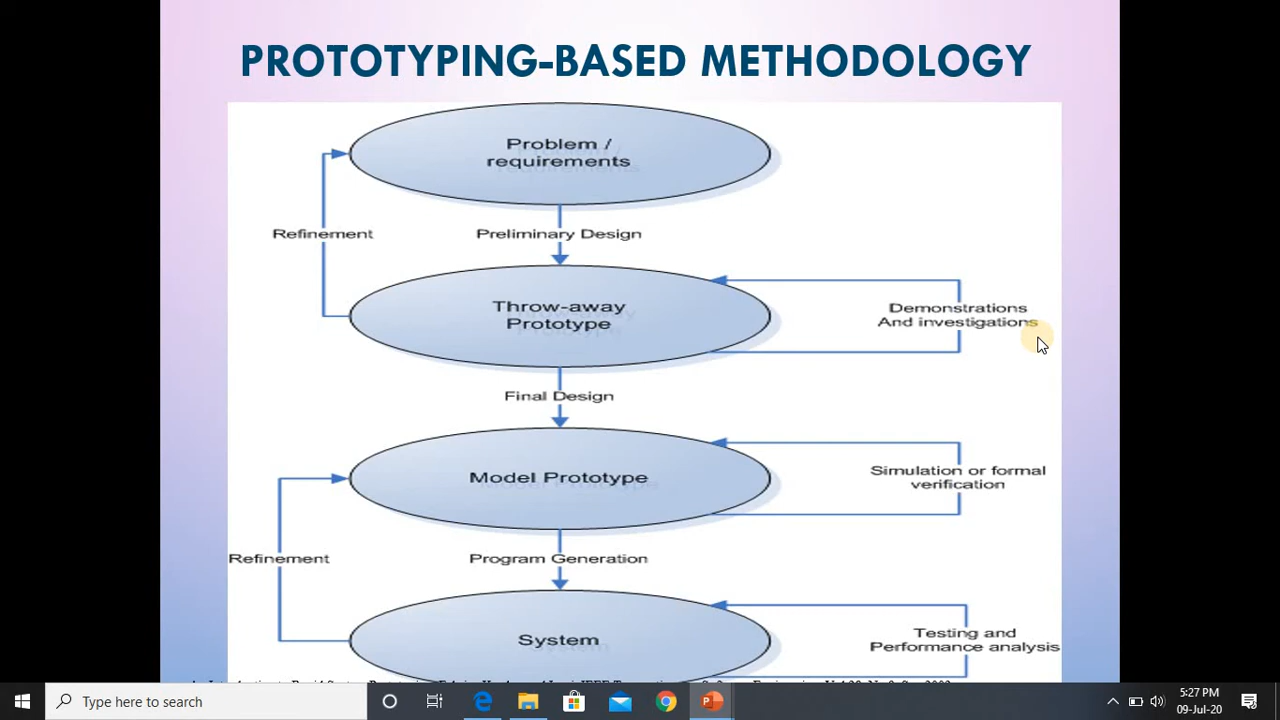 PROTOTYPING-BASED METHODOLOGY
Problem /
requirements
Refinement
Preliminary Design
Throw-away
Prototype
Demonstrations
And investigations
Final Design
Model Prototype
Simulation or formal
verification
Refinement
Program Generation
System
Testing and
Performance analysis
Type here to search
5:27 PM
09-Jul-20